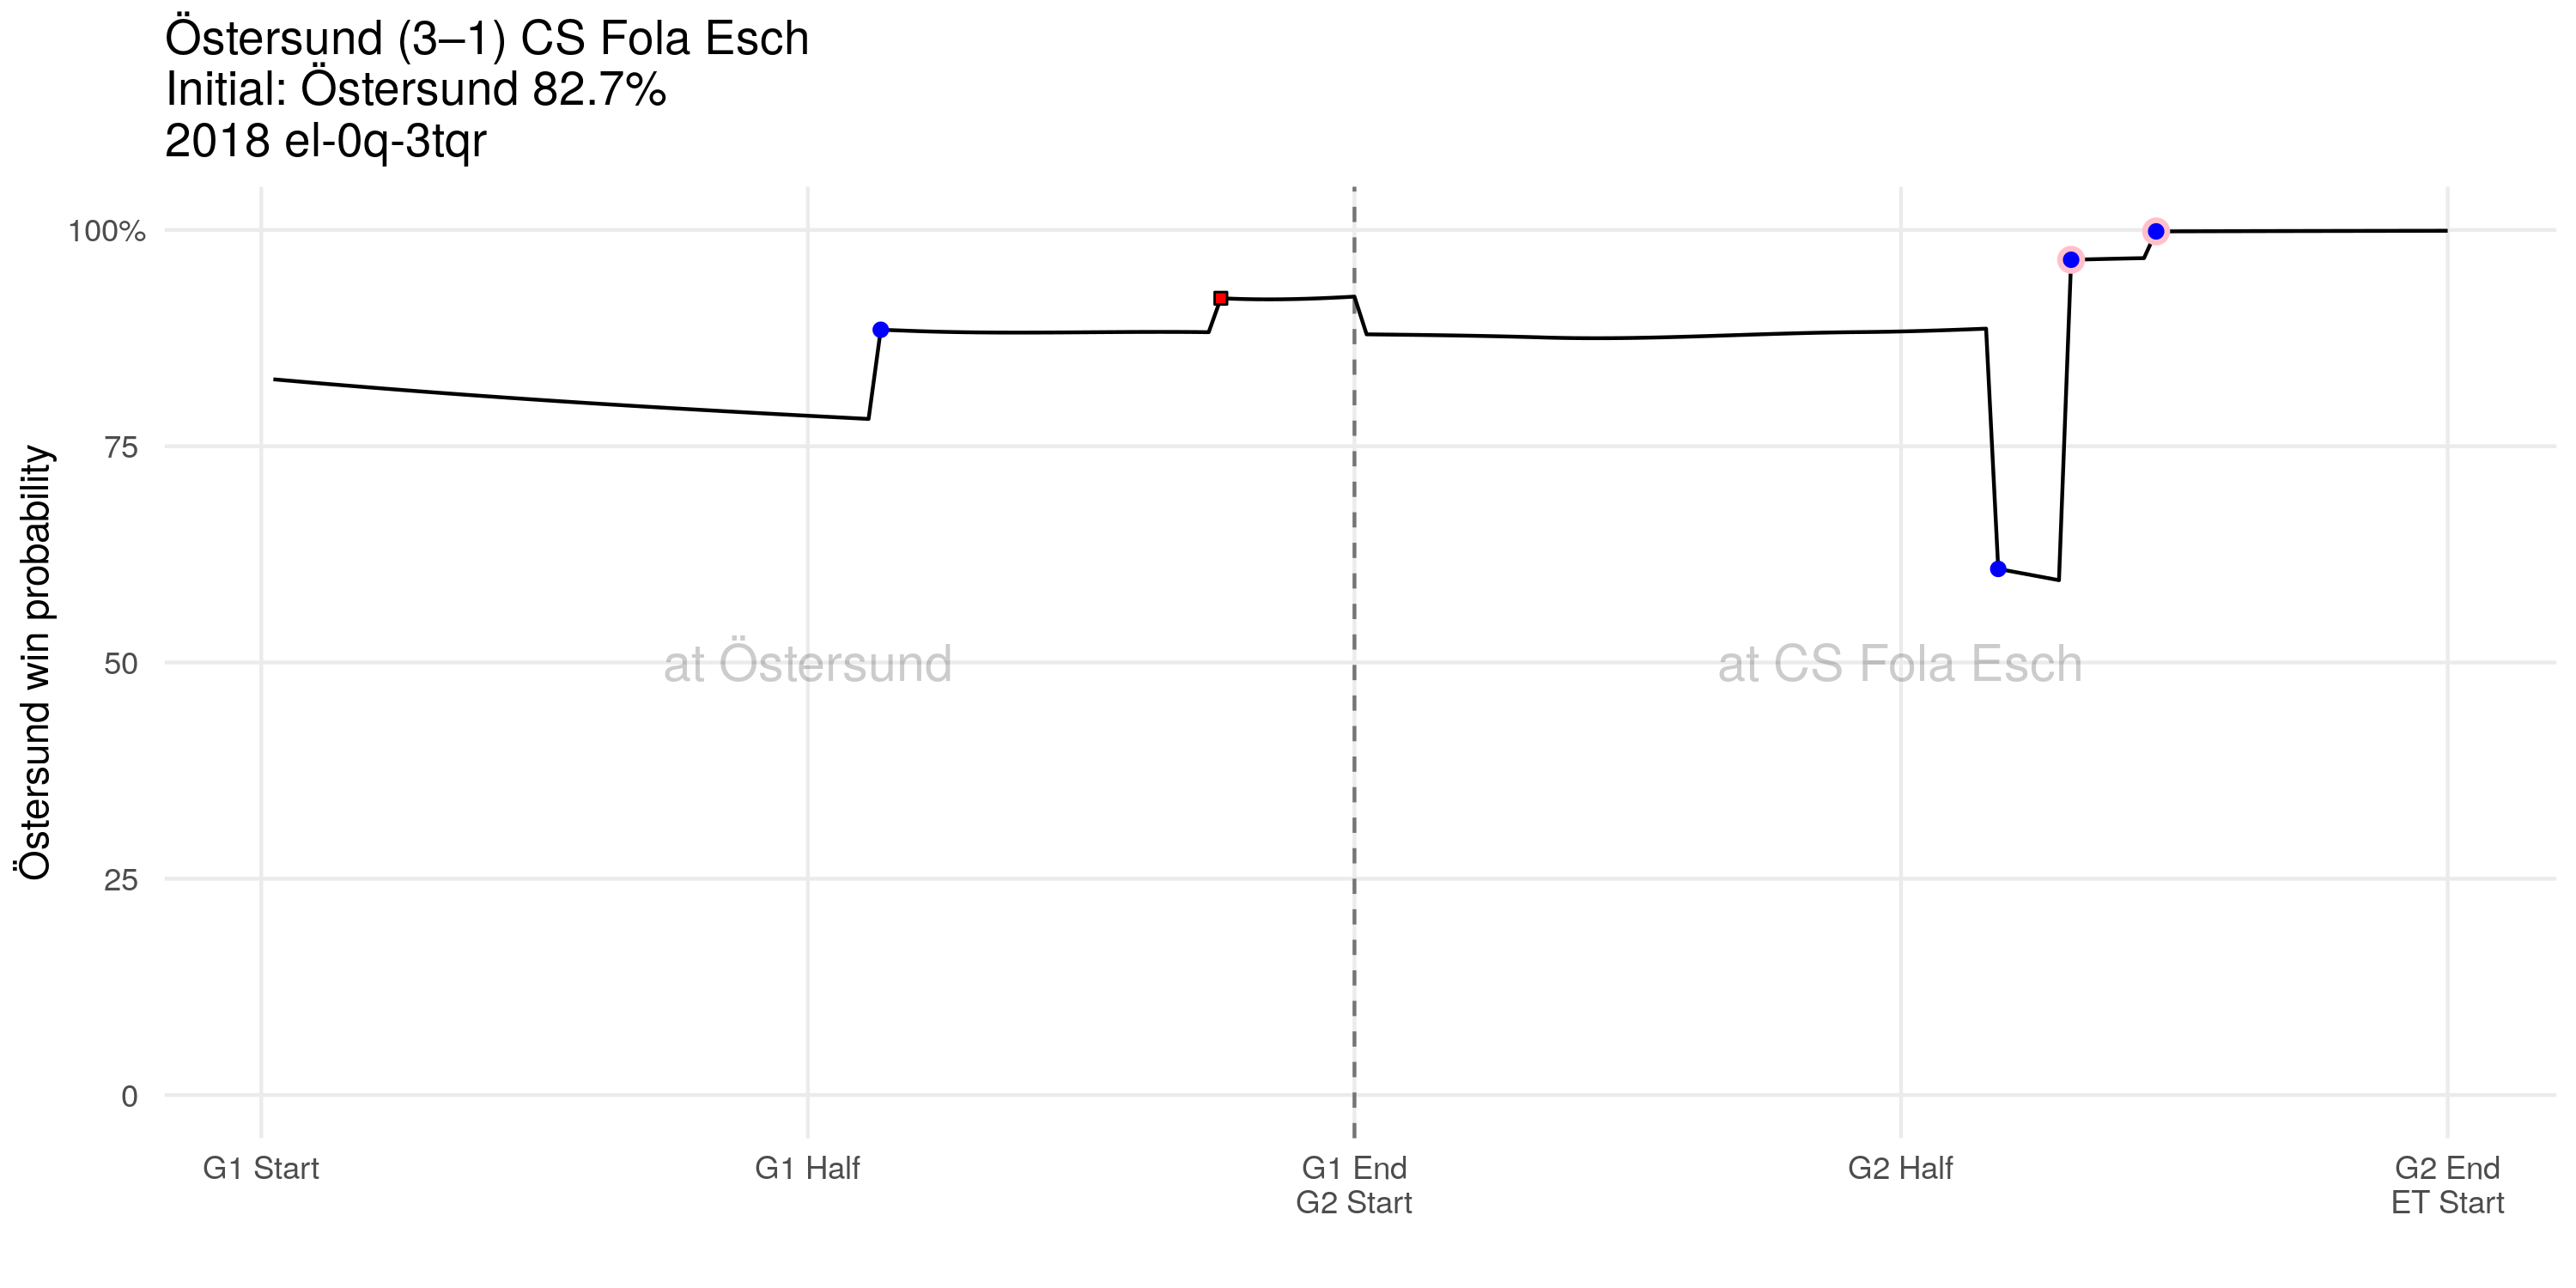 Östersund (3–1) CS Fola Esch
Initial: Östersund 82.7%
2018 el-0q-3tqr
Östersund win probability
100%
75
50
25
0
at Östersund
at CS Fola Esch
G1 Start
G1 Half
G1 End
G2 Start
G2 Half
G2 End
ET Start